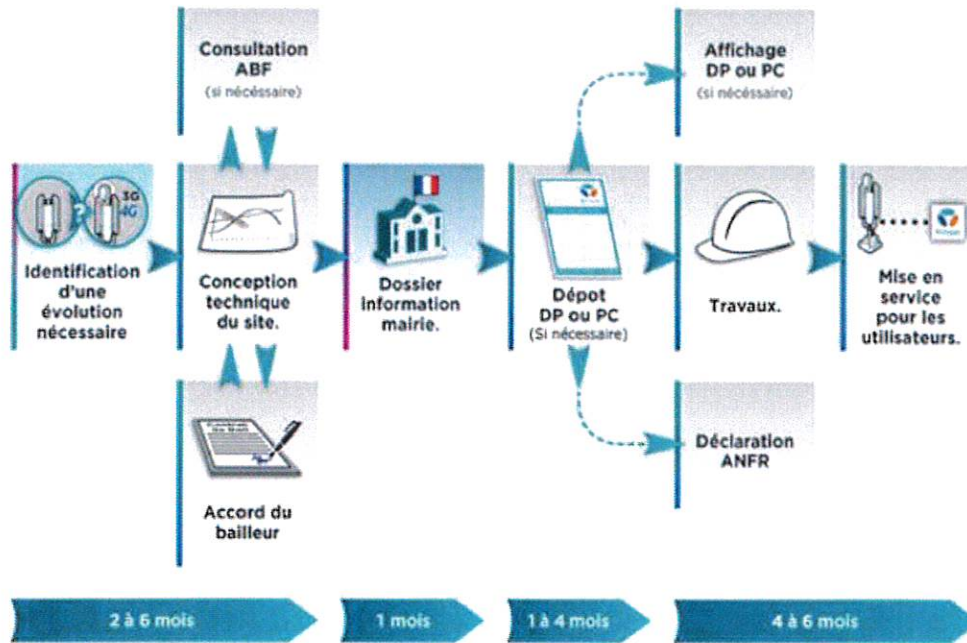 Consultation
ABF
(si nécéssaire)
Affichage
DP ou PC
(si nécéssaire)
3G
4G
?
Identification
d'une
évolution
nécessaire
Conception
technique
du site.
Dossier
information
mairie.
Dépot
DP ou PC
(Si nécessaire)
Travaux.
Mise en
service
pour les
utilisateurs.
Accord du
bailleur
Déclaration
ANFR
2 à 6 mois
1 mois
1 à 4 mois
4 à 6 mois